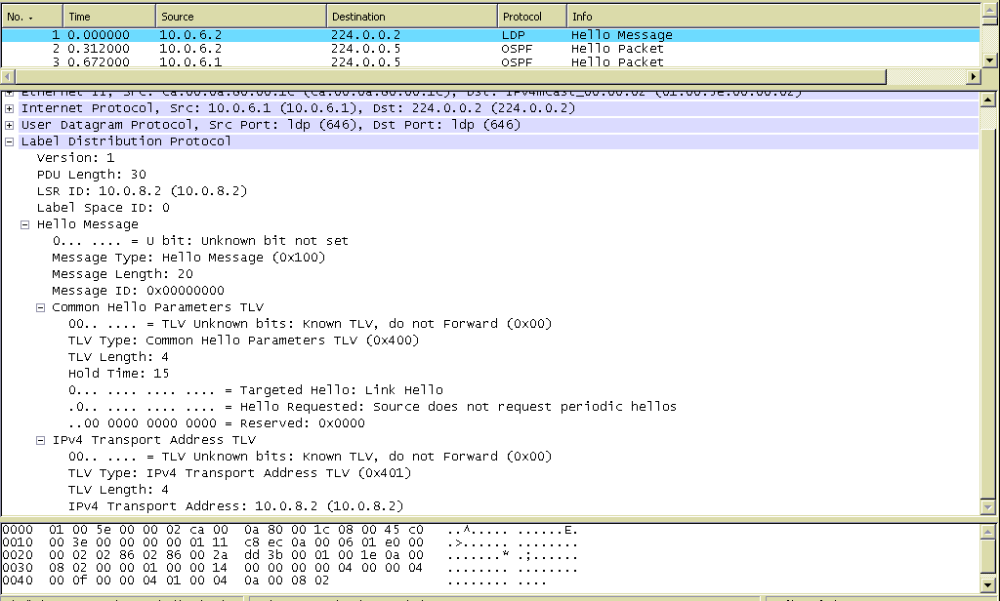 No. Time Source Destination Protocol Info
1 0.000000 10.0.6.2 224.0.0.2 LDP Hello Message
2 0.312000 10.0.6.2 224.0.0.5 OSPF Hello Packet
3 0.672000 10.0.6.1 224.0.0.5 OSPF Hello Packet
Ethernet II, Src: ca:00:0a:80:00:1c (ca:00:0a:80:00:1c), Dst: IPv4mcast_00:00:02 (01:00:5e:00:00:02)
Internet Protocol, Src: 10.0.6.1 (10.0.6.1), Dst: 224.0.0.2 (224.0.0.2)
User Datagram Protocol, Src Port: ldp (646), Dst Port: ldp (646)
Label Distribution Protocol
Version: 1
PDU Length: 30
LSR ID: 10.0.8.2 (10.0.8.2)
Label Space ID: 0
Hello Message
0... .... = U bit: Unknown bit not set
Message Type: Hello Message (0x100)
Message Length: 20
Message ID: 0x00000000
Common Hello Parameters TLV
00.. .... = TLV Unknown bits: Known TLV, do not Forward (0x00)
TLV Type: Common Hello Parameters TLV (0x400)
TLV Length: 4
Hold Time: 15
0... .... .... .... = Targeted Hello: Link Hello
.0.. .... .... .... = Hello Requested: Source does not request periodic hellos
..00 0000 0000 0000 = Reserved: 0x0000
IPv4 Transport Address TLV
00.. .... = TLV Unknown bits: Known TLV, do not Forward (0x00)
TLV Type: IPv4 Transport Address TLV (0x401)
TLV Length: 4
IPv4 Transport Address: 10.0.8.2 (10.0.8.2)
0000 01 00 5e 00 00 02 ca 00 0a 80 00 1c 08 00 45 c0 ..^..... ......E.
0010 00 3e 00 00 00 00 01 11 c8 ec 0a 00 06 01 e0 00 .>...... ........
0020 00 02 02 86 02 86 00 2a dd 3b 00 01 00 1e 0a 00 .......* .;......
0030 08 02 00 00 01 00 00 14 00 00 00 00 04 00 00 04 ........ ........
0040 00 0f 00 00 04 01 00 04 0a 00 08 02 ........ ....